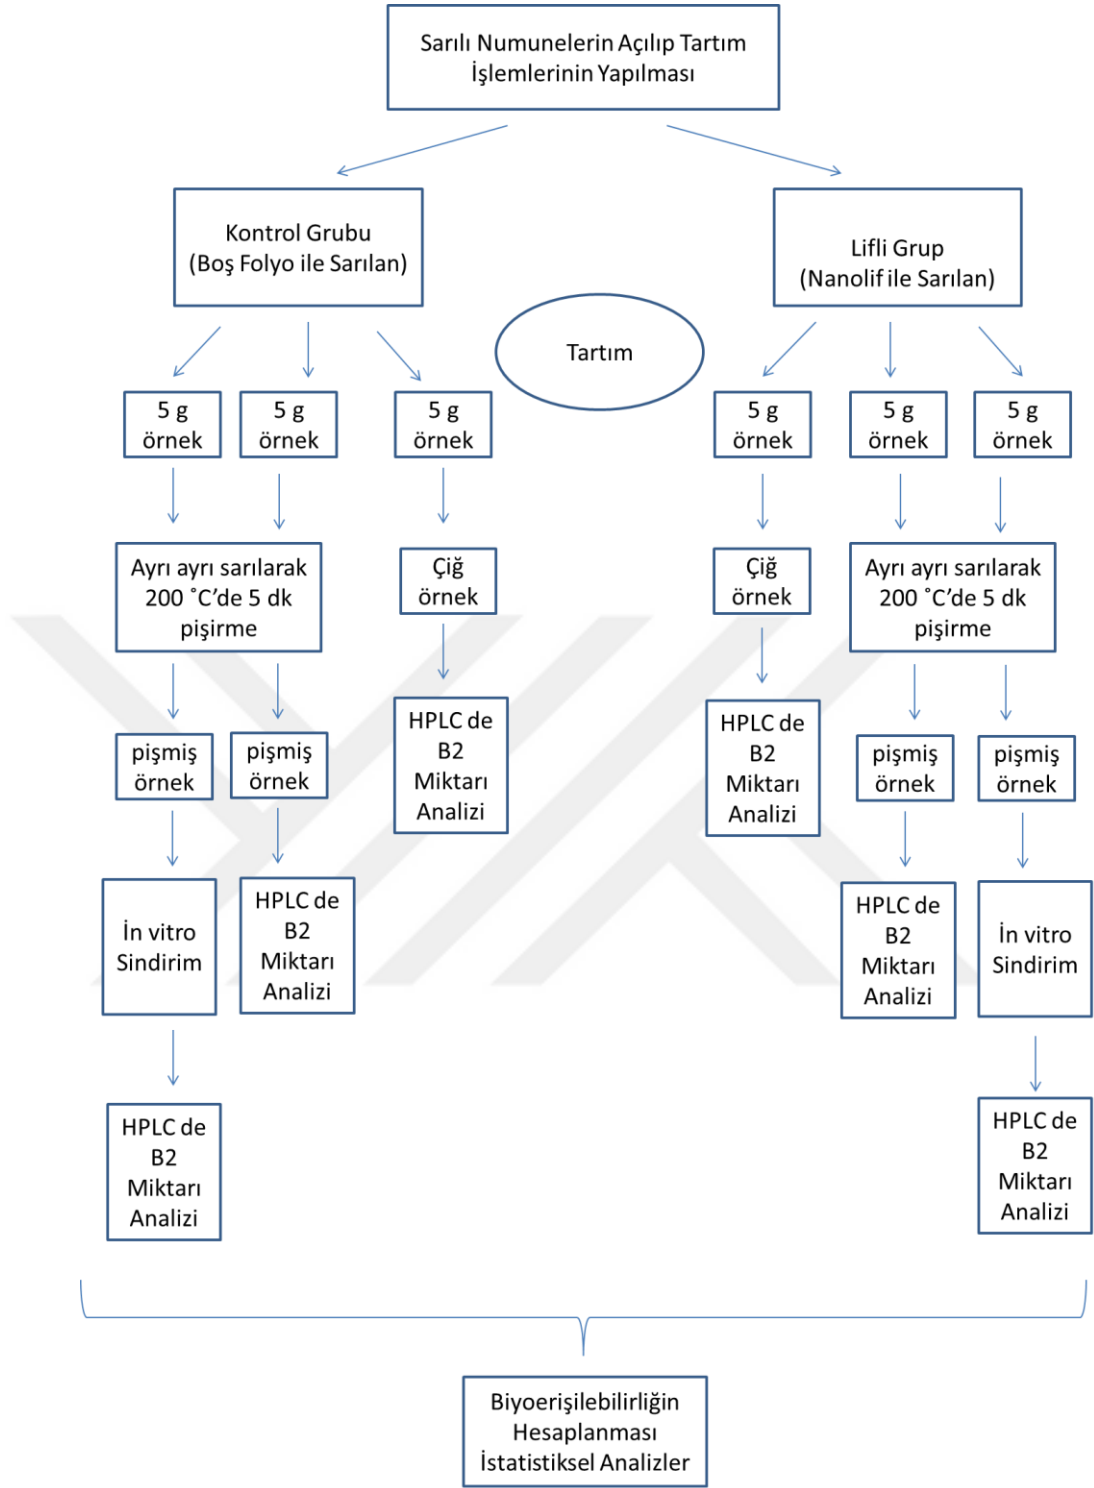 Sarılı Numunelerin Açılıp Tartım
İşlemlerinin Yapılması
Kontrol Grubu
(Boş Folyo ile Sarılan)
Lifli Grup
(Nanolif ile Sarılan)
Tartım
5 g
örnek
5 g
örnek
5 g
örnek
5 g
örnek
5 g
örnek
5 g
örnek
Ayrı ayrı sarılarak
200 ˚C’de 5 dk
pişirme
Çiğ
örnek
Çiğ
örnek
Ayrı ayrı sarılarak
200 ˚C’de 5 dk
pişirme
HPLC de
B2
Miktarı
Analizi
HPLC de
B2
Miktarı
Analizi
pişmiş
örnek
pişmiş
örnek
pişmiş
örnek
pişmiş
örnek
İn vitro
Sindirim
HPLC de
B2
Miktarı
Analizi
HPLC de
B2
Miktarı
Analizi
İn vitro
Sindirim
HPLC de
B2
Miktarı
Analizi
HPLC de
B2
Miktarı
Analizi
Biyoerişilebilirliğin
Hesaplanması
İstatistiksel Analizler